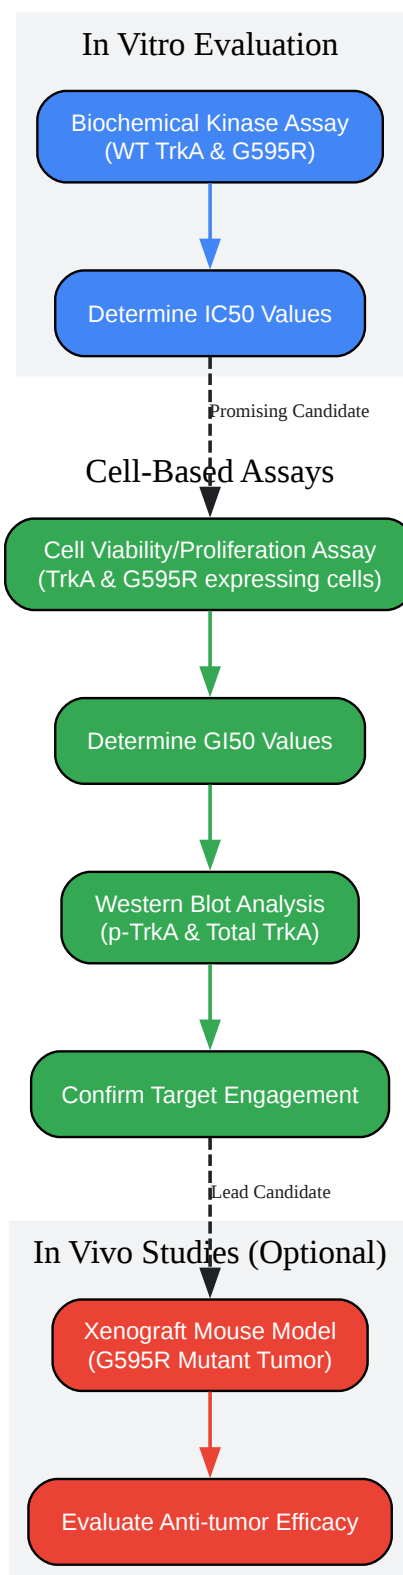 In Vitro Evaluation
Biochemical Kinase Assay
(WT TrkA & G595R)
Determine IC50 Values
Promising Candidate
Cell-Based Assays
Cell Viability/Proliferation Assay
(TrkA & G595R expressing cells)
Determine GI50 Values
Western Blot Analysis
(p-TrkA & Total TrkA)
Confirm Target Engagement
Lead Candidate
In Vivo Studies (Optional)
Xenograft Mouse Model
(G595R Mutant Tumor)
Evaluate Anti-tumor Efficacy